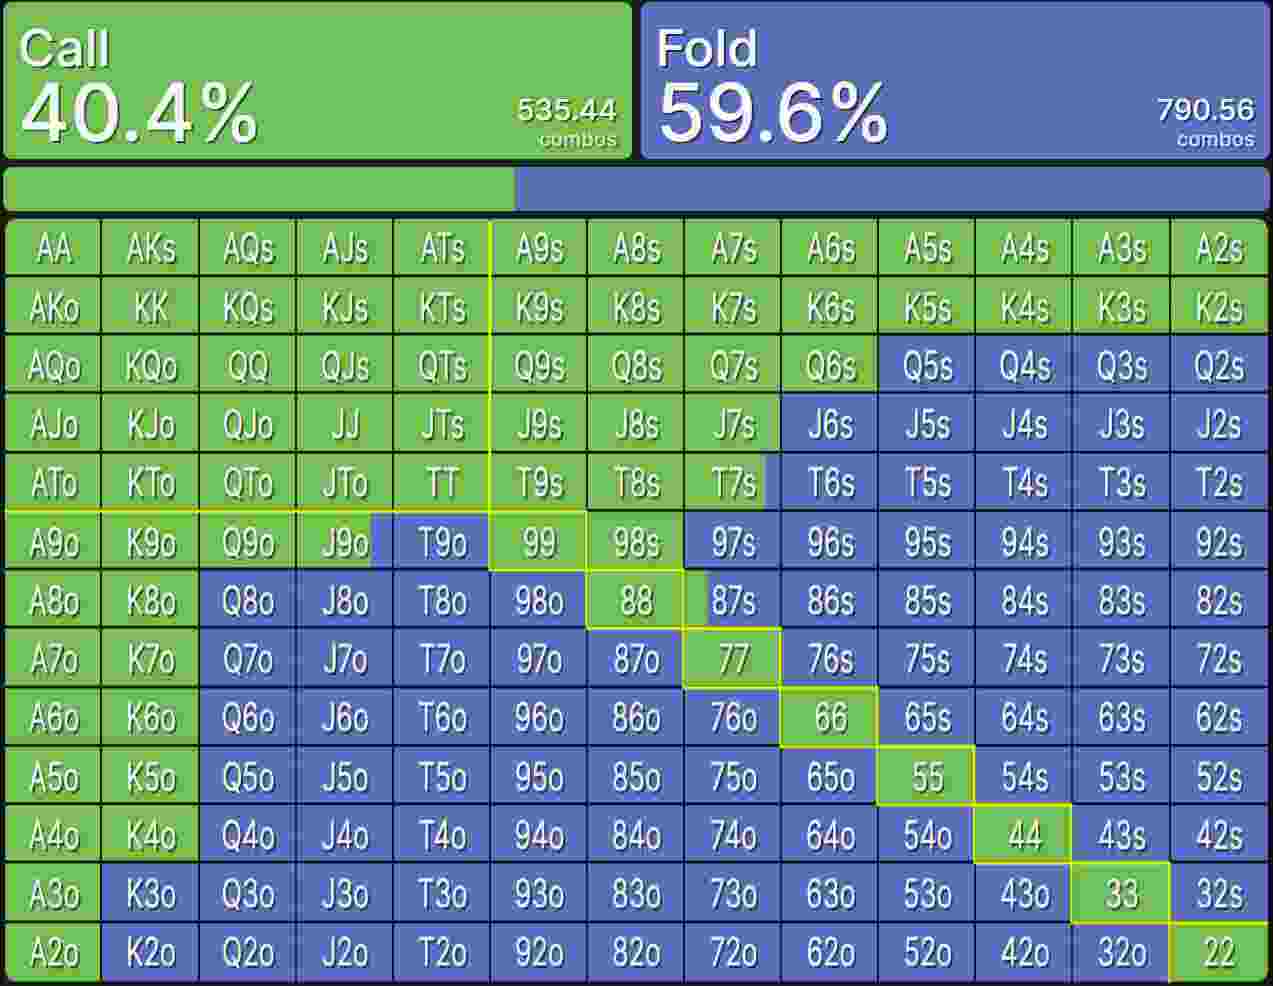 Call
40.4%
535.44
combos
Fold
59.6%
790.56
combos
AA AKs AQs AJs ATs A9s A8s A7s A6s A5s A4s A3s A2s
AKo KK KQs KJs KTs K9s K8s K7s K6s K5s K4s K3s K2s
AQo KQo QQ QJs QTs Q9s Q8s Q7s Q6s Q5s Q4s Q3s Q2s
AJo KJo QJo JJ JTs J9s J8s J7s J6s J5s J4s J3s J2s
ATo KTo QTo JTo TT T9s T8s T7s T6s T5s T4s T3s T2s
A9o K9o Q9o J9o T9o 99 98s 97s 96s 95s 94s 93s 92s
A8o K8o Q8o J8o T8o 98o 88 87s 86s 85s 84s 83s 82s
A7o K7o Q7o J7o T7o 97o 87o 77 76s 75s 74s 73s 72s
A6o K6o Q6o J6o T6o 96o 86o 76o 66 65s 64s 63s 62s
A5o K5o Q5o J5o T5o 95o 85o 75o 65o 55 54s 53s 52s
A4o K4o Q4o J4o T4o 94o 84o 74o 64o 54o 44 43s 42s
A3o K3o Q3o J3o T3o 93o 83o 73o 63o 53o 43o 33 32s
A2o K2o Q2o J2o T2o 92o 82o 72o 62o 52o 42o 32o 22